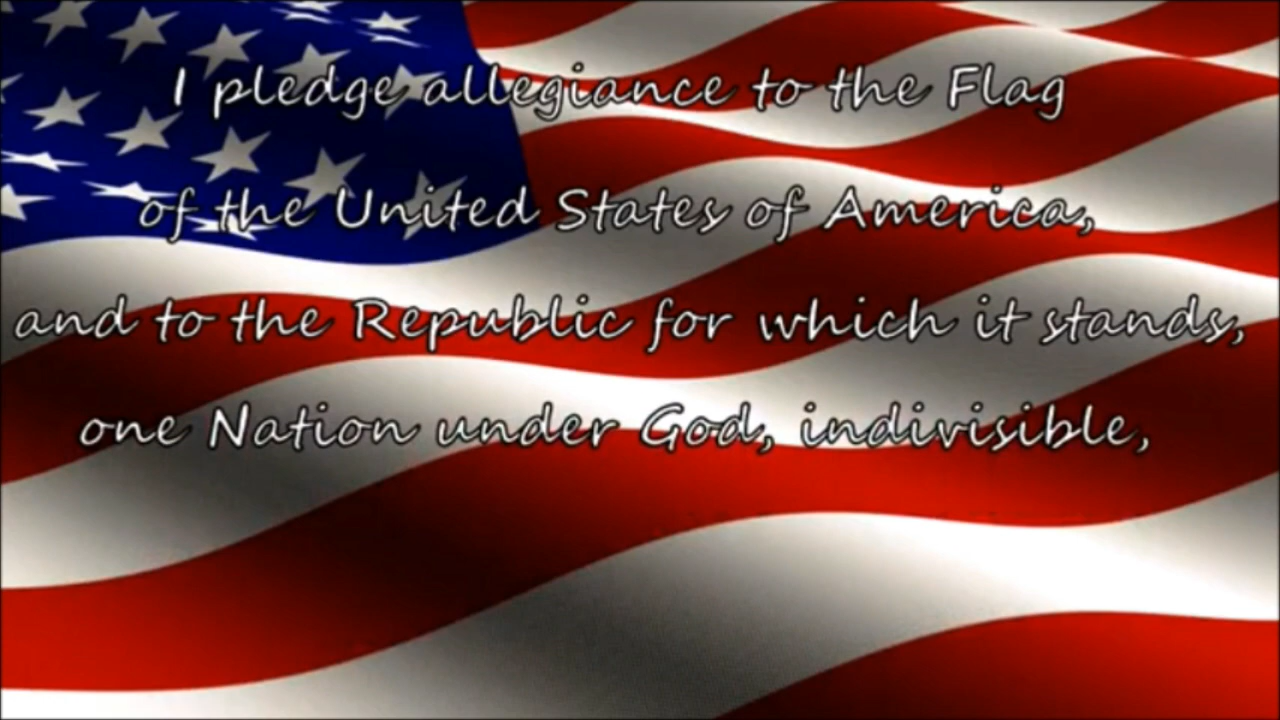 I pledge allegiance to the Flag
of the United States of America,
and to the Republic for which it stands,
one Nation under God, indivisible,